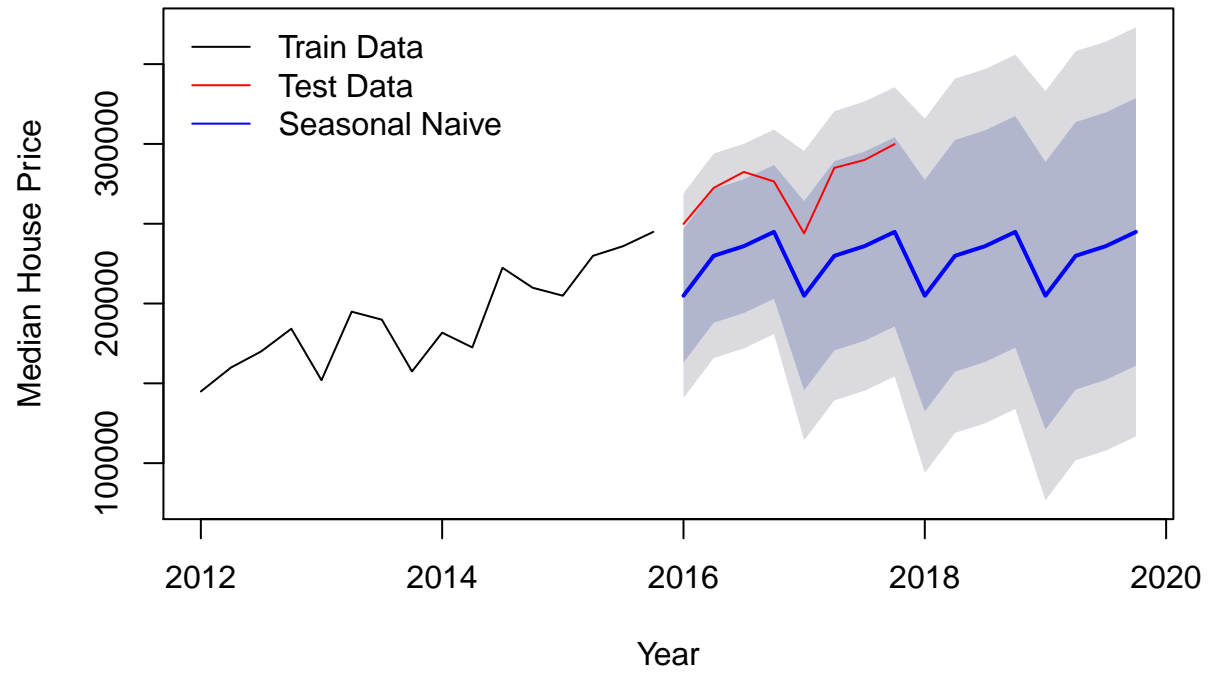 Train Data
Test Data
Seasonal Naive
Median House Price
300000
200000
100000
2012 2014 2016 2018 2020
Year